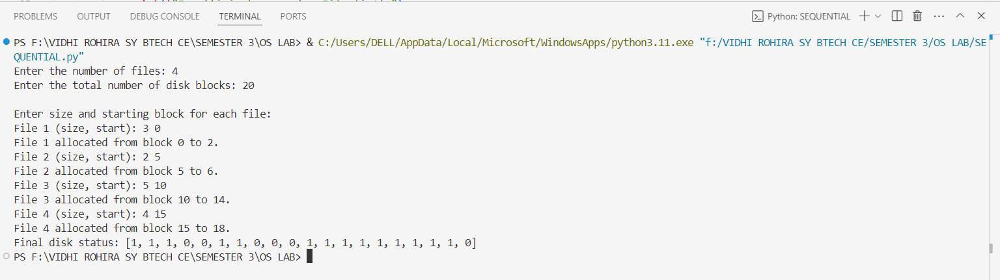 PROBLEMS OUTPUT DEBUG CONSOLE TERMINAL PORTS Python: SEQUENTIAL
PS F:\VIDHI ROHIRA SY BTECH CE\SEMESTER 3\OS LAB> & C:/Users/DELL/AppData/Local/Microsoft/WindowsApps/python3.11.exe "f:/VIDHI ROHIRA SY BTECH CE/SEMESTER 3/OS LAB/SE
QUENTIAL.py"
Enter the number of files: 4
Enter the total number of disk blocks: 20
Enter size and starting block for each file:
File 1 (size, start): 3 0
File 1 allocated from block 0 to 2.
File 2 (size, start): 2 5
File 2 allocated from block 5 to 6.
File 3 (size, start): 5 10
File 3 allocated from block 10 to 14.
File 4 (size, start): 4 15
File 4 allocated from block 15 to 18.
Final disk status: [1, 1, 1, 0, 0, 1, 1, 0, 0, 0, 1, 1, 1, 1, 1, 1, 1, 1, 1, 0]
PS F:\VIDHI ROHIRA SY BTECH CE\SEMESTER 3\OS LAB>